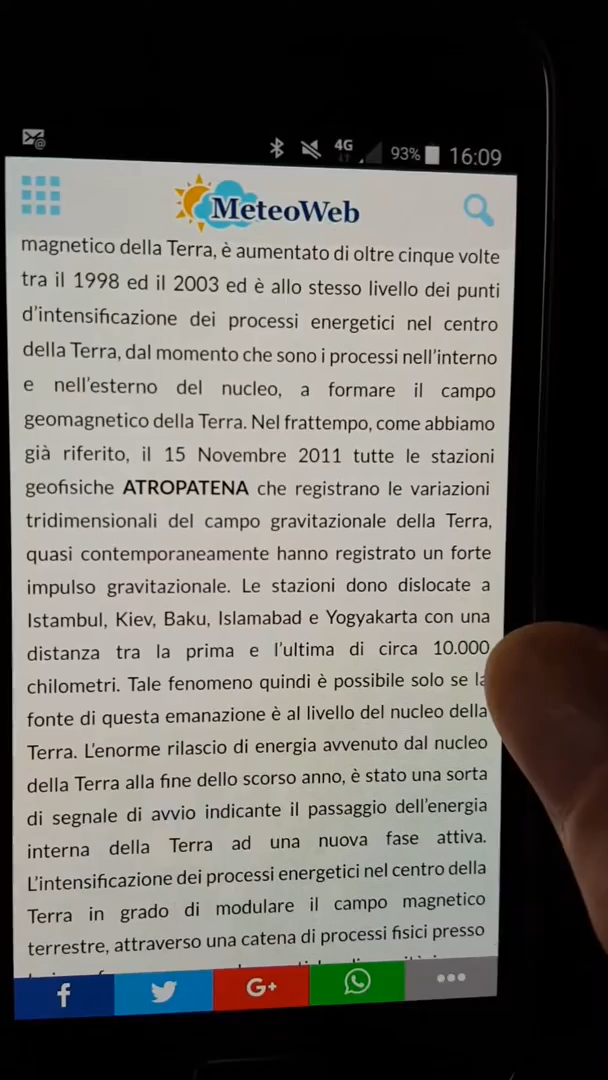 4G
93%
16:09
MeteoWeb
magnetico della Terra, è aumentato di oltre cinque volte
tra il 1998 ed il 2003 ed è allo stesso livello dei punti
d'intensificazione dei processi energetici nel centro
della Terra, dal momento che sono i processi nell'interno
e nell'esterno del nucleo, a formare il campo
geomagnetico della Terra. Nel frattempo, come abbiamo
già riferito, il 15 Novembre 2011 tutte le stazioni
geofisiche ATROPATENA che registrano le variazioni
tridimensionali del campo gravitazionale della Terra,
quasi contemporaneamente hanno registrato un forte
impulso gravitazionale. Le stazioni dono dislocate a
Istambul, Kiev, Baku, Islamabad e Yogyakarta con una
distanza tra la prima e l'ultima di circa 10.000
chilometri. Tale fenomeno quindi è possibile solo se la
fonte di questa emanazione è al livello del nucleo della
Terra. L'enorme rilascio di energia avvenuto dal nucleo
della Terra alla fine dello scorso anno, è stato una sorta
di segnale di avvio indicante il passaggio dell'energia
interna della Terra ad una nuova fase attiva.
L'intensificazione dei processi energetici nel centro della
Terra in grado di modulare il campo magnetico
terrestre, attraverso una catena di processi fisici presso
f
G+